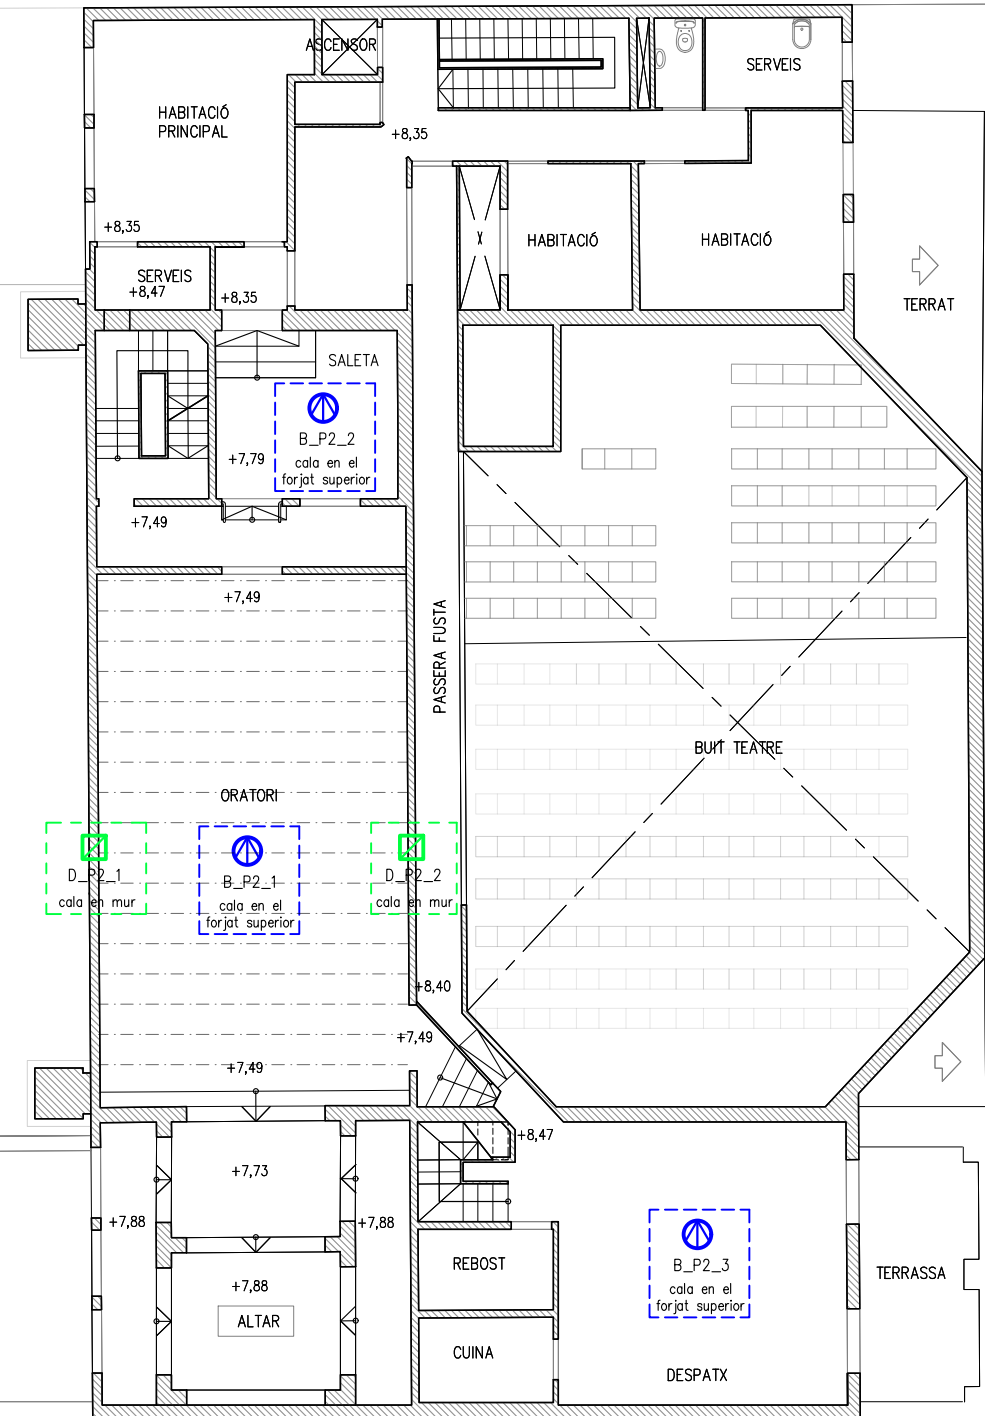 ASCENSOR
SERVEIS
HABITACIÓ
PRINCIPAL
+8,35
+8,35
HABITACIÓ
HABITACIÓ
X
SERVEIS
+8,47
+8,35
TERRAT
SALETA
B_P2_2
cala en el
forjat superior
+7,79
+7,49
+7,49
PASSERA FUSTA
BUIT TEATRE
ORATORI
D_P2_1
cala en mur
B_P2_1
cala en el
forjat superior
D_P2_2
cala en mur
+8,40
+7,49
+7,49
+8,47
+7,73
+7,88
+7,88
REBOST
B_P2_3
cala en el
forjat superior
TERRASSA
+7,88
ALTAR
CUINA
DESPATX